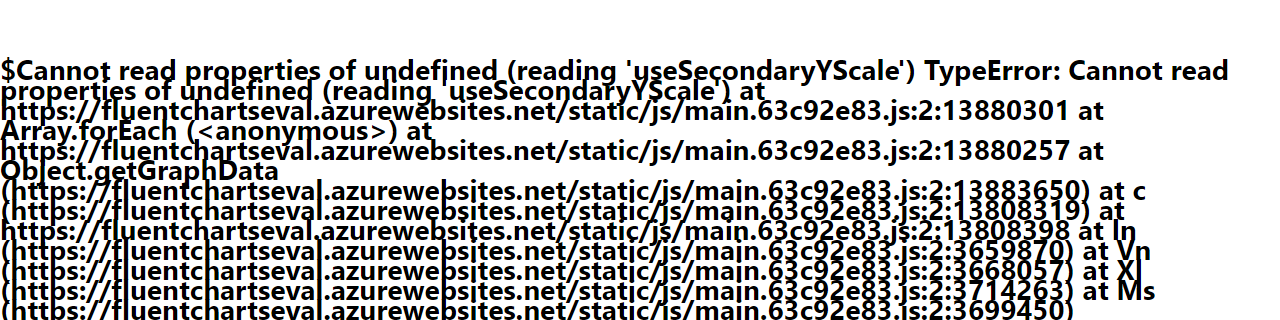 $Cannot read properties of undefined (reading 'useSecondaryYScale') TypeError: Cannot read
properties of undefined (reading 'useSecondaryYScale') at
https://fluentchartseval.azurewebsites.net/static/js/main.63c92e83.js:2:13880301 at
Array.forEach (<anonymous>) at
https://fluentchartseval.azurewebsites.net/static/js/main.63c92e83.js:2:13880257 at
Object.getGraphData
(https://fluentchartseval.azurewebsites.net/static/js/main.63c92e83.js:2:13883650) at c
(https://fluentchartseval.azurewebsites.net/static/js/main.63c92e83.js:2:13808319) at
https://fluentchartseval.azurewebsites.net/static/js/main.63c92e83.js:2:13808398 at ln
(https://fluentchartseval.azurewebsites.net/static/js/main.63c92e83.js:2:3659870) at Vn
(https://fluentchartseval.azurewebsites.net/static/js/main.63c92e83.js:2:3668057) at Xl
(https://fluentchartseval.azurewebsites.net/static/js/main.63c92e83.js:2:3714263) at Ms
(https://fluentchartseval.azurewebsites.net/static/js/main.63c92e83.js:2:3699450)